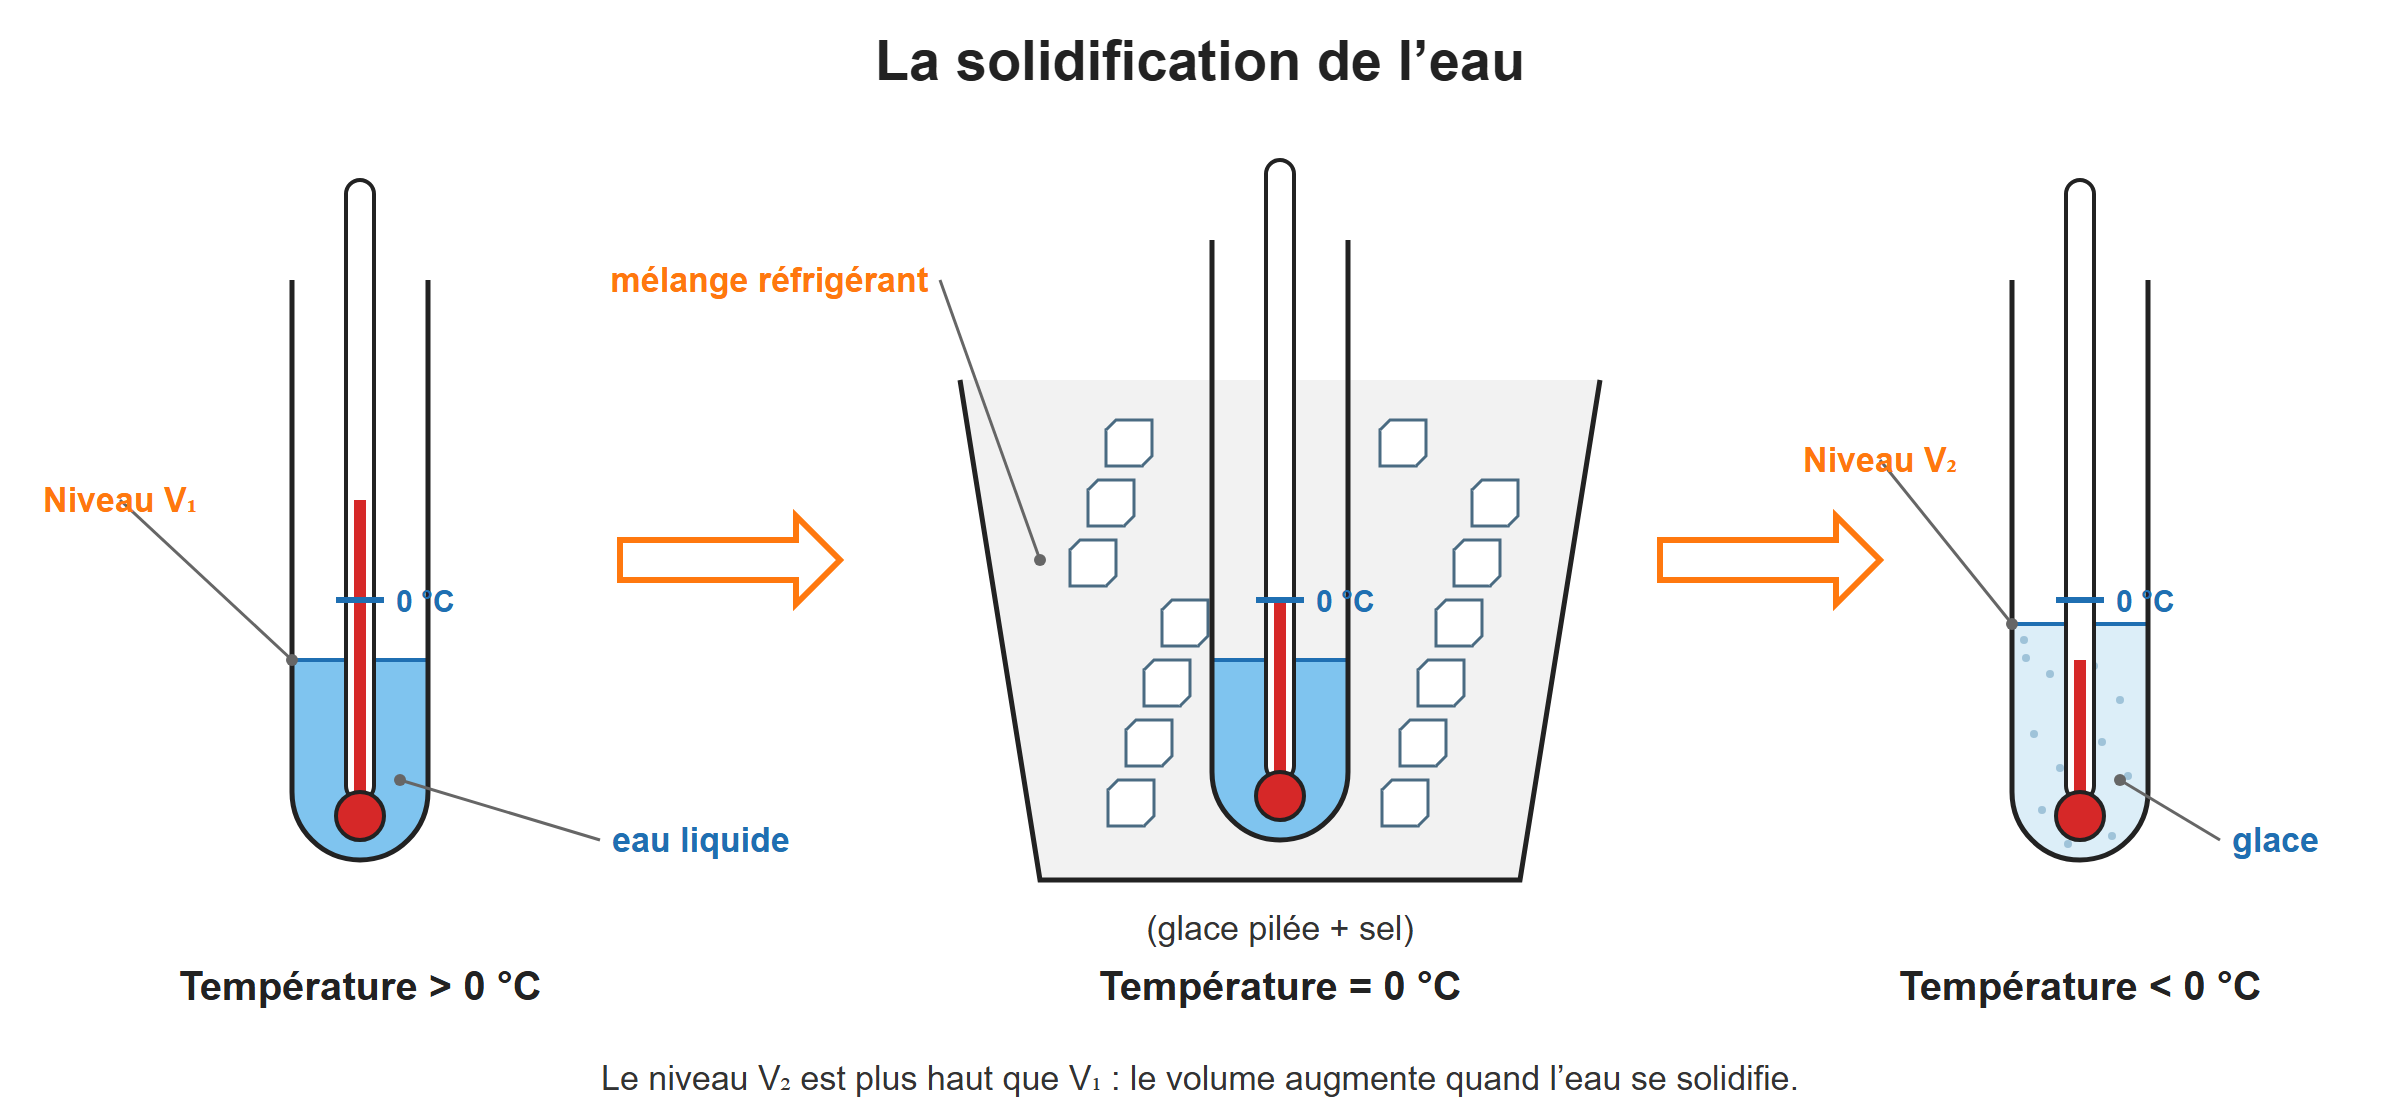 La solidification de l’eau
mélange réfrigérant
Niveau V₁
Niveau V₂
0 °C
0 °C
0 °C
eau liquide
glace
(glace pilée + sel)
Température > 0 °C
Température = 0 °C
Température < 0 °C
Le niveau V₂ est plus haut que V₁ : le volume augmente quand l’eau se solidifie.